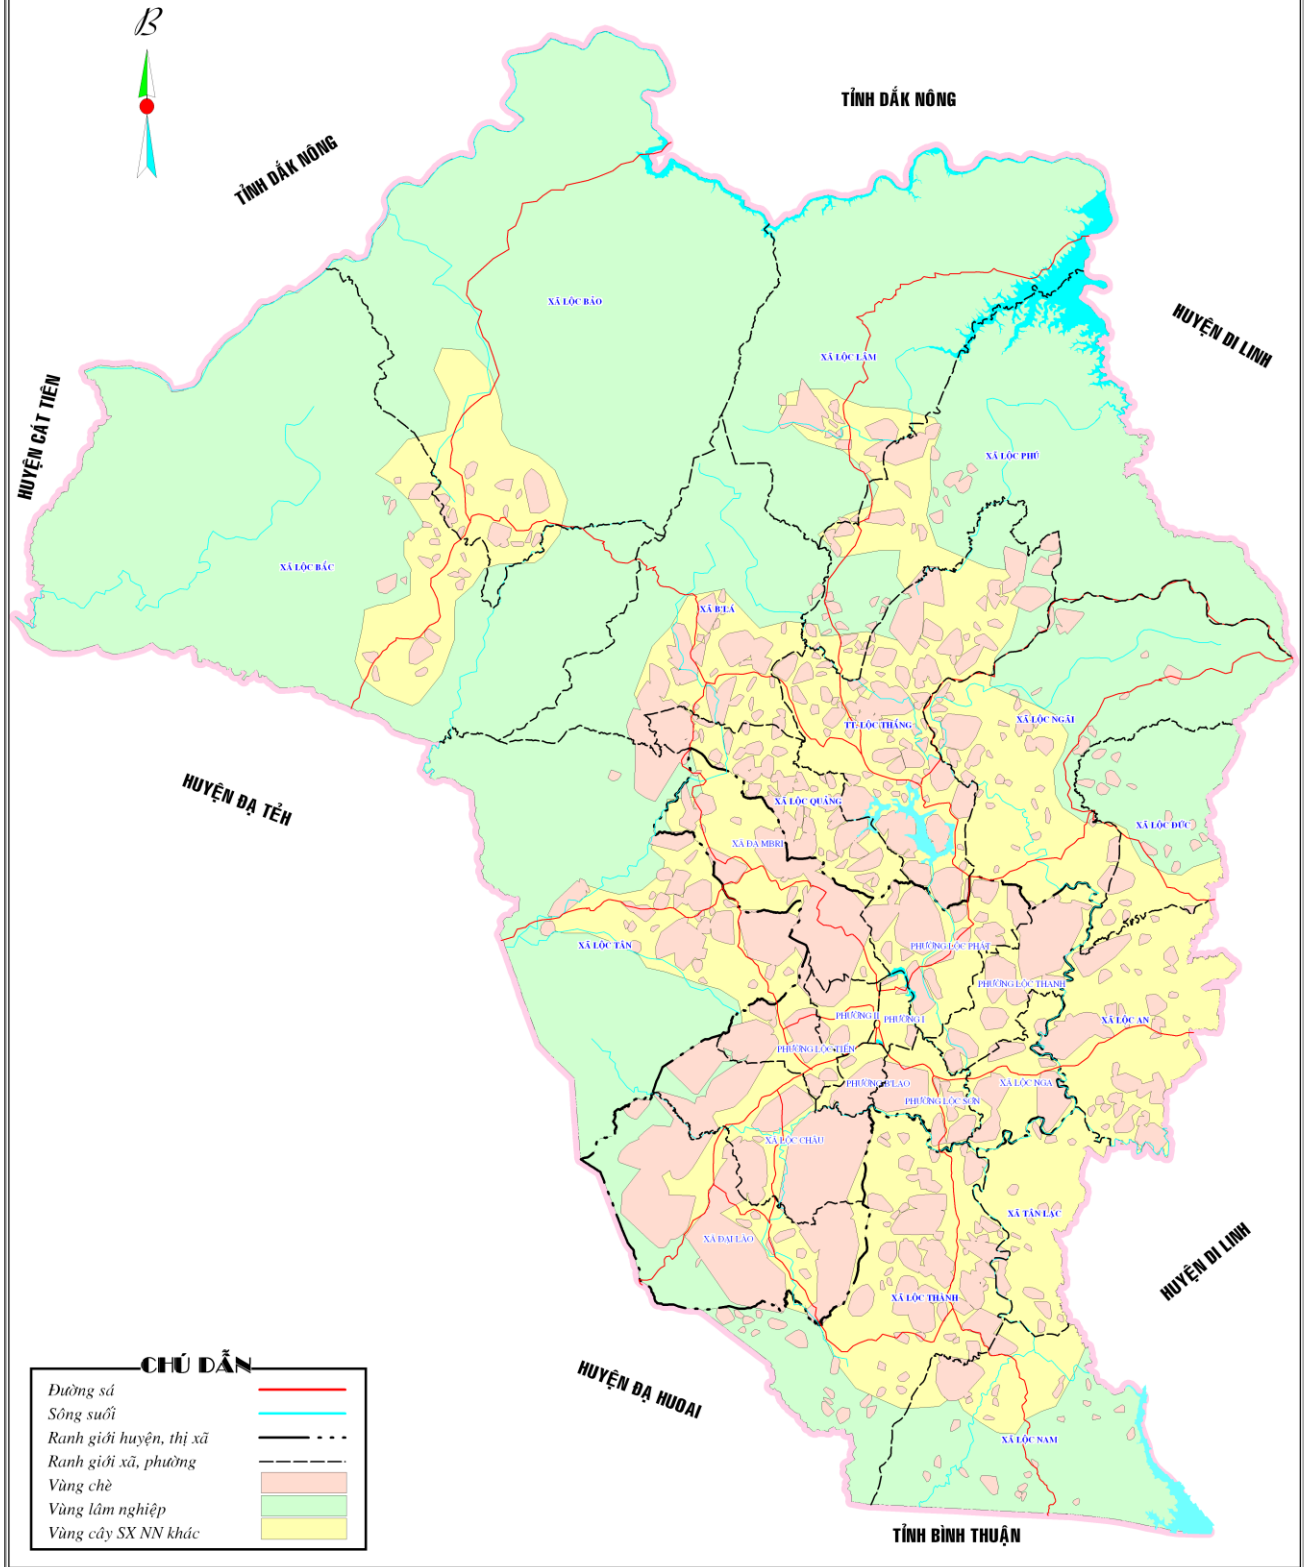 B
TỈNH ĐẮK NÔNG
TỈNH ĐẮK NÔNG
XÃ LỘC BẢO
HUYỆN DI LINH
XÃ LỘC LÂM
HUYỆN CÁT TIÊN
XÃ LỘC PHÚ
XÃ LỘC BẮC
XÃ B'LÁ
XÃ LỘC NGÃI
TT. LỘC THẮNG
HUYỆN ĐẠ TẺH
XÃ LỘC QUẢNG
XÃ LỘC ĐỨC
XÃ ĐAMBRI
XÃ LỘC TÂN
PHƯỜNG LỘC PHÁT
PHƯỜNG LỘC THANH
PHƯỜNG II
PHƯỜNG I
XÃ LỘC AN
PHƯỜNG LỘC TIẾN
PHƯỜNG B'LAO
XÃ LỘC NGA
PHƯỜNG LỘC SƠN
XÃ LỘC CHÂU
XÃ TÂN LẠC
XÃ ĐẠI LÀO
HUYỆN DI LINH
XÃ LỘC THÀNH
HUYỆN ĐẠ HUOAI
XÃ LỘC NAM
TỈNH BÌNH THUẬN
CHÚ DẪN
Đường sá
Sông suối
Ranh giới huyện, thị xã
Ranh giới xã, phường
Vùng chè
Vùng lâm nghiệp
Vùng cây SX NN khác